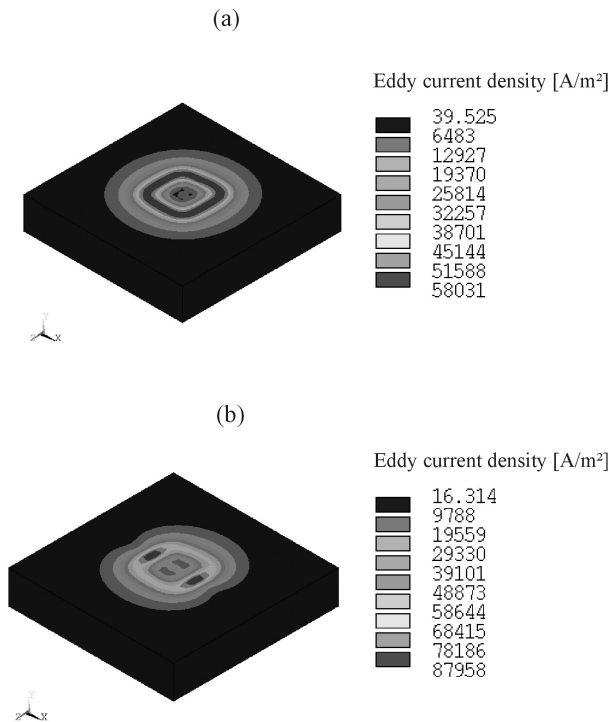 (a)
Eddy current density [A/m²]
39.525
6483
12927
19370
25814
32257
38701
45144
51588
58031
Y
Z X
(b)
Eddy current density [A/m²]
16.314
9788
19559
29330
39101
48873
58644
68415
78186
87958
Y
Z X